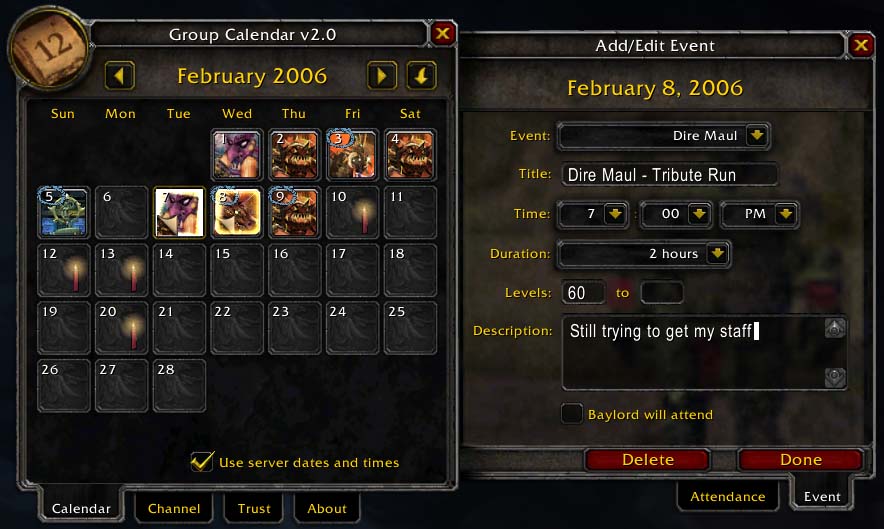 12
Group Calendar v2.0
February 2006
Sun Mon Tue Wed Thu Fri Sat
1 2 3 4
5 6 7 8 9 10 11
12 13 14 15 16 17 18
19 20 21 22 23 24 25
26 27 28
Use server dates and times
Calendar Channel Trust About
Add/Edit Event
February 8, 2006
Event: Dire Maul
Title: Dire Maul - Tribute Run
Time: 7 : 00 PM
Duration: 2 hours
Levels: 60 to
Description: Still trying to get my staff
Baylord will attend
Delete Done
Attendance Event